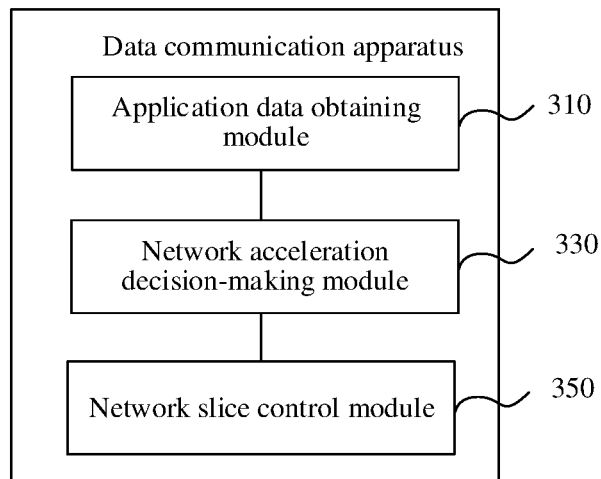 Data communication apparatus
Application data obtaining
module
310
Network acceleration
decision-making module
330
Network slice control module
350